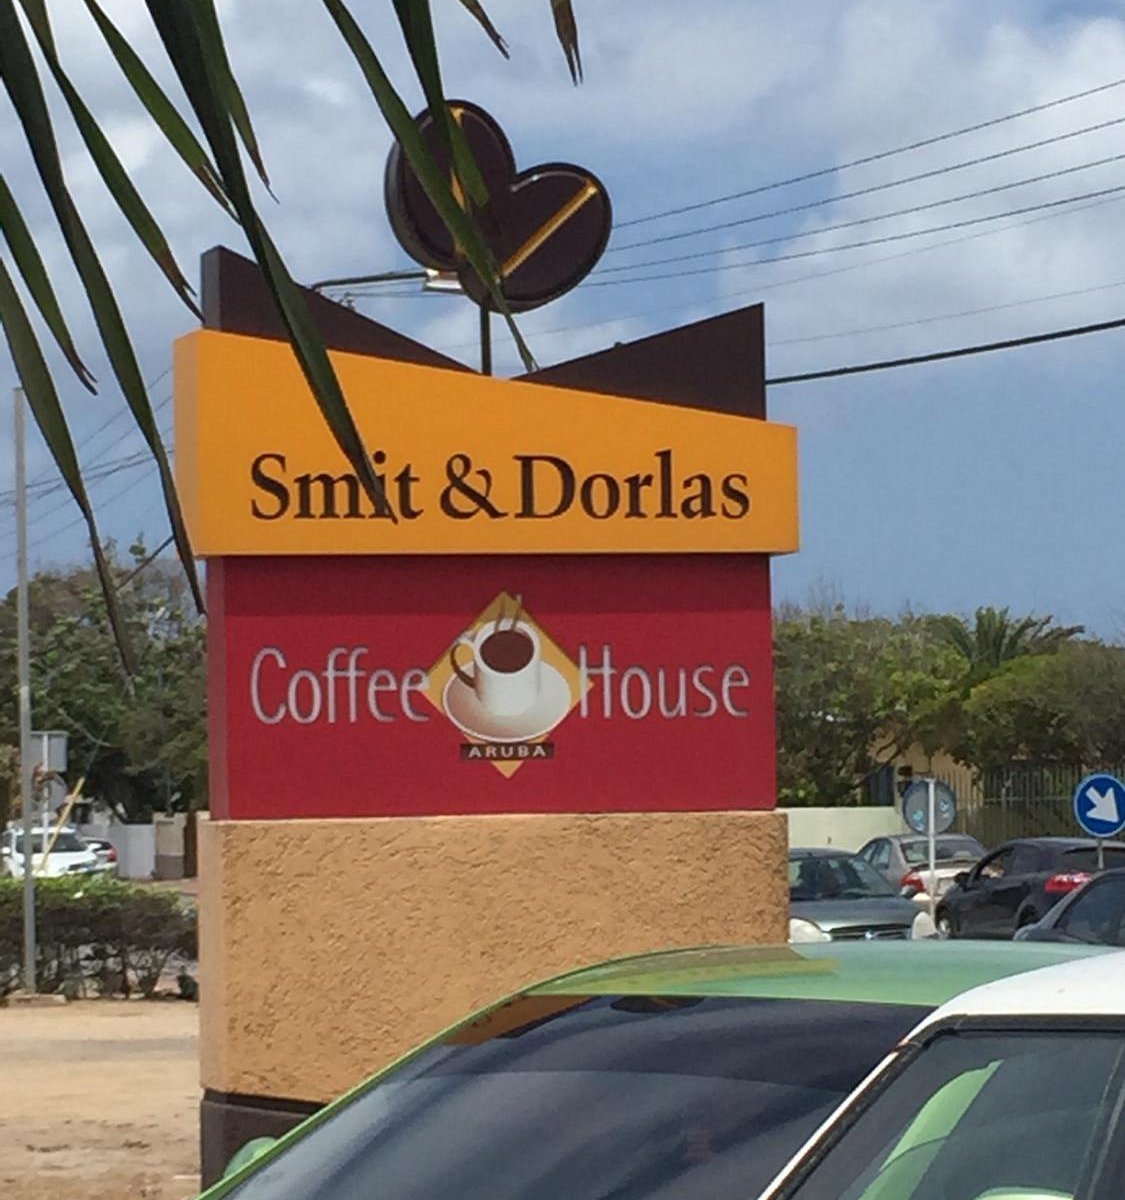 Smit & Dorlas
Coffee House
ARUBA